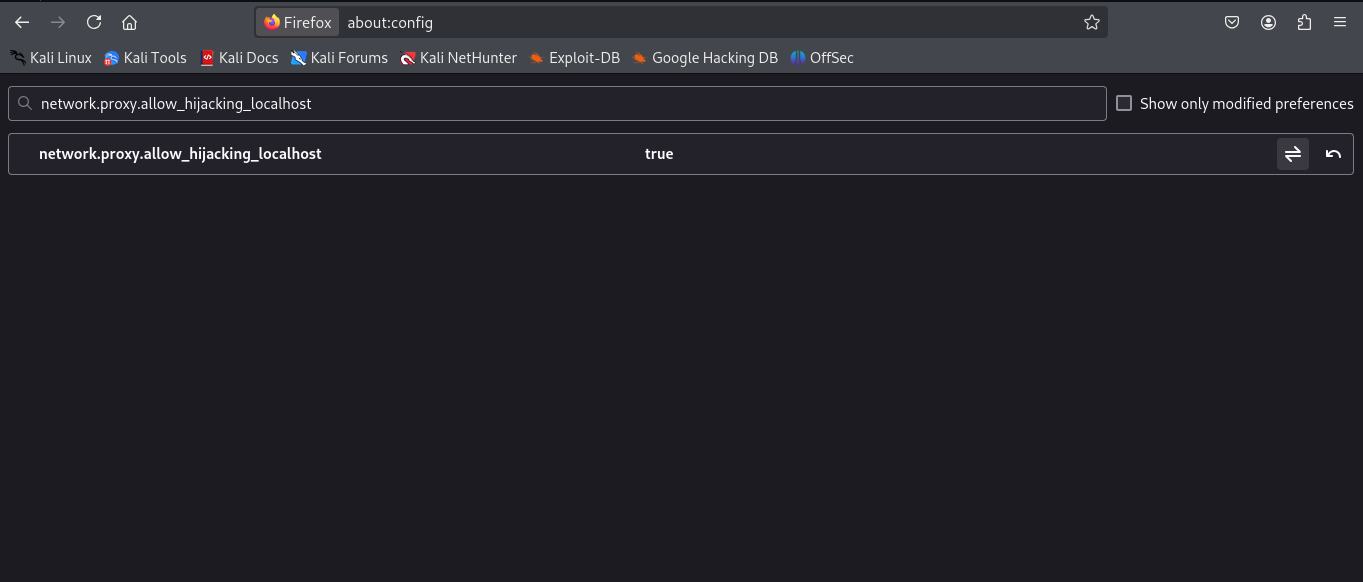 Firefox about:config
Kali Linux Kali Tools Kali Docs Kali Forums Kali NetHunter Exploit-DB Google Hacking DB OffSec
network.proxy.allow_hijacking_localhost Show only modified preferences
network.proxy.allow_hijacking_localhost true